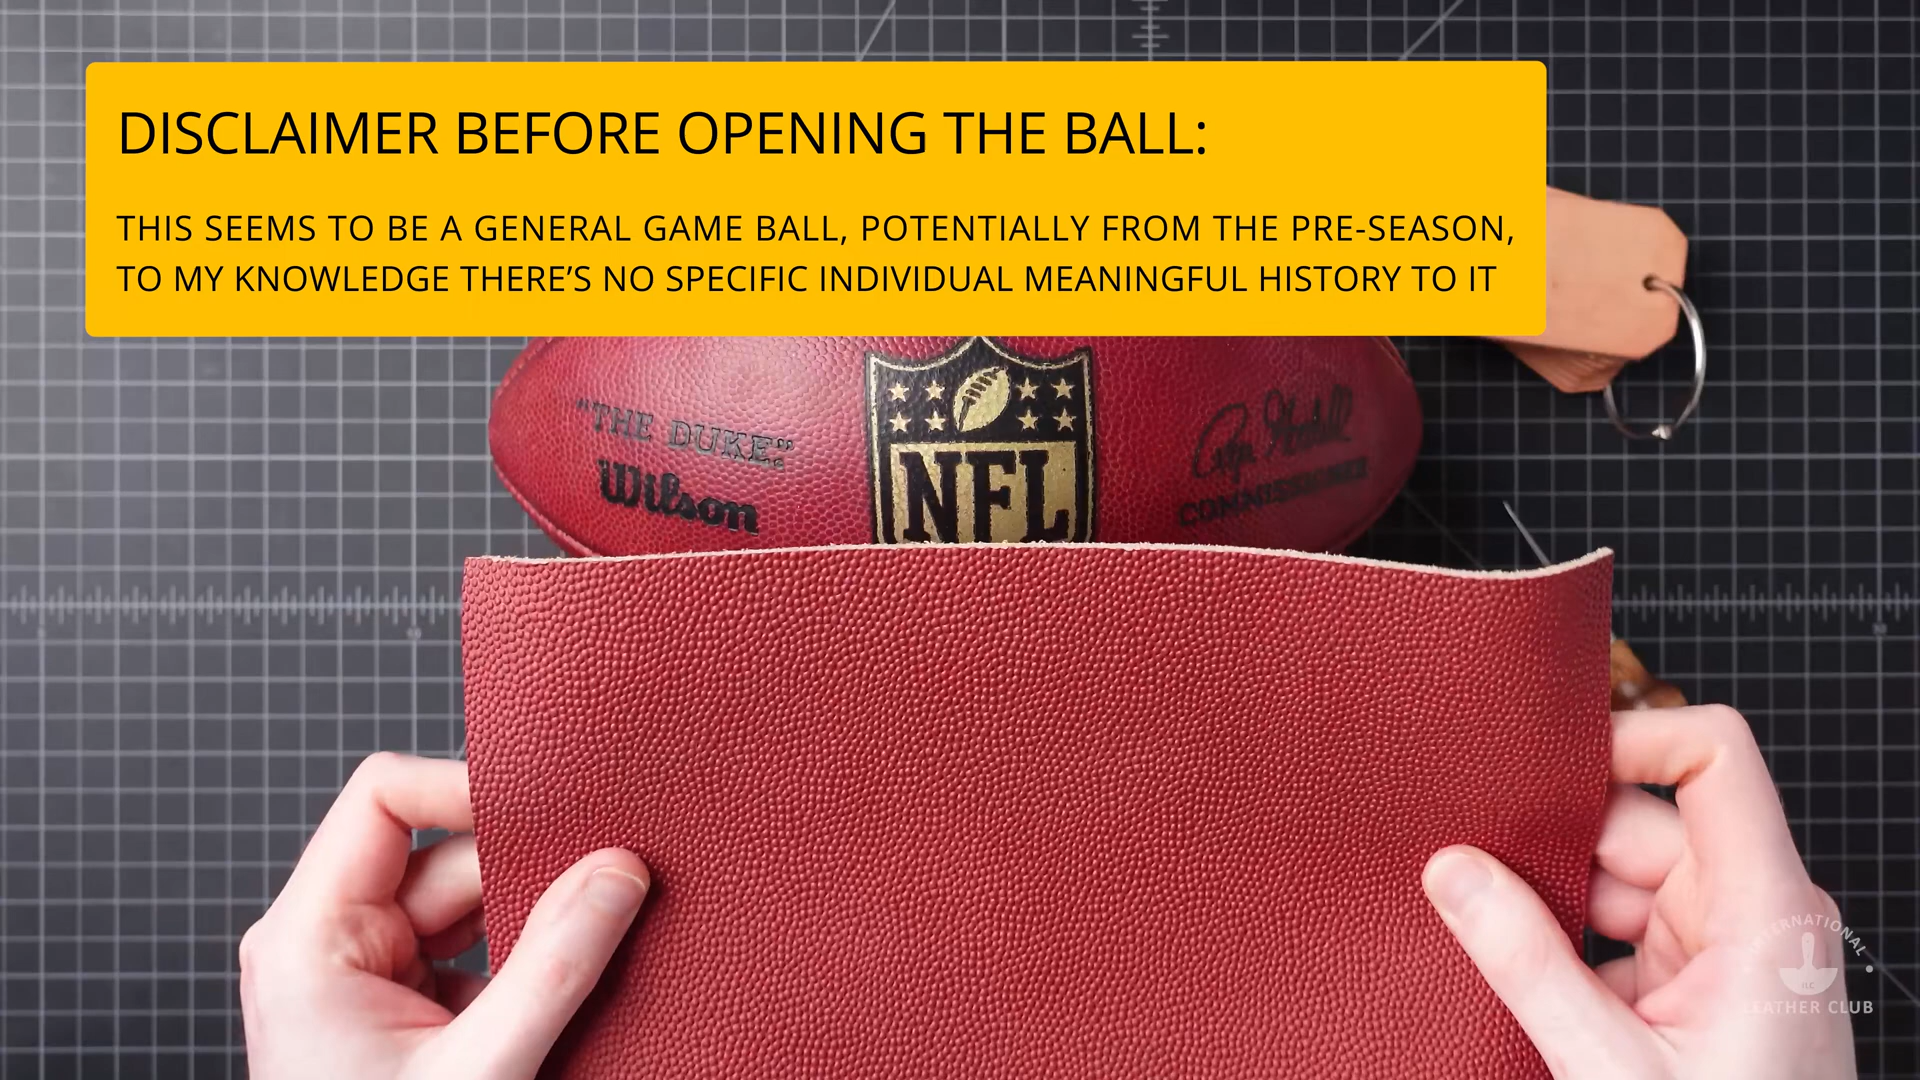 DISCLAIMER BEFORE OPENING THE BALL:
THIS SEEMS TO BE A GENERAL GAME BALL, POTENTIALLY FROM THE PRE-SEASON,
TO MY KNOWLEDGE THERE’S NO SPECIFIC INDIVIDUAL MEANINGFUL HISTORY TO IT
"THE DUKE"
Wilson
NFL
COMMISSIONER
INTERNATIONAL
ILC
LEATHER CLUB